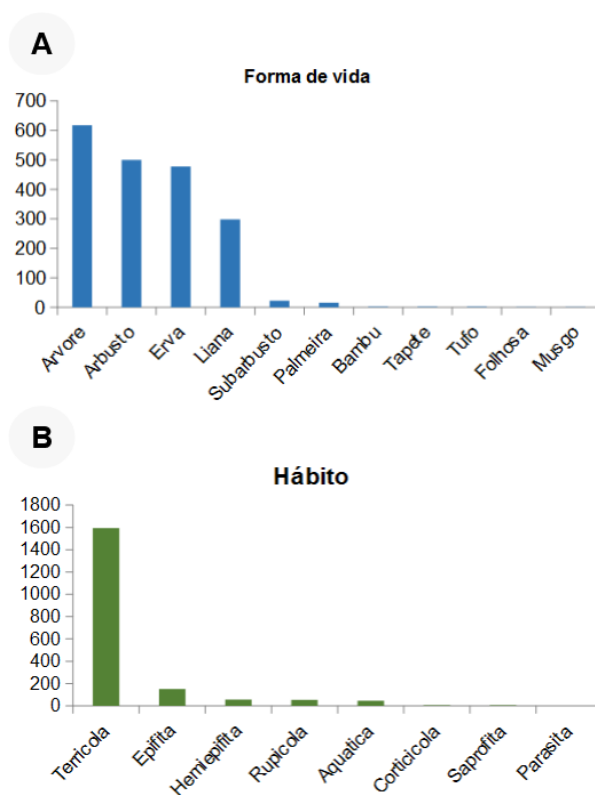 A
Forma de vida
700
600
500
400
300
200
100
0
Arvore
Arbusto
Erva
Liana
Subarbusto
Palmeira
Bambu
Tapete
Tufo
Folhosa
Musgo
B
Hábito
1800
1600
1400
1200
1000
800
600
400
200
0
Terricola
Epifita
Hemiepifita
Rupicola
Aquatica
Corticicola
Saprofita
Parasita